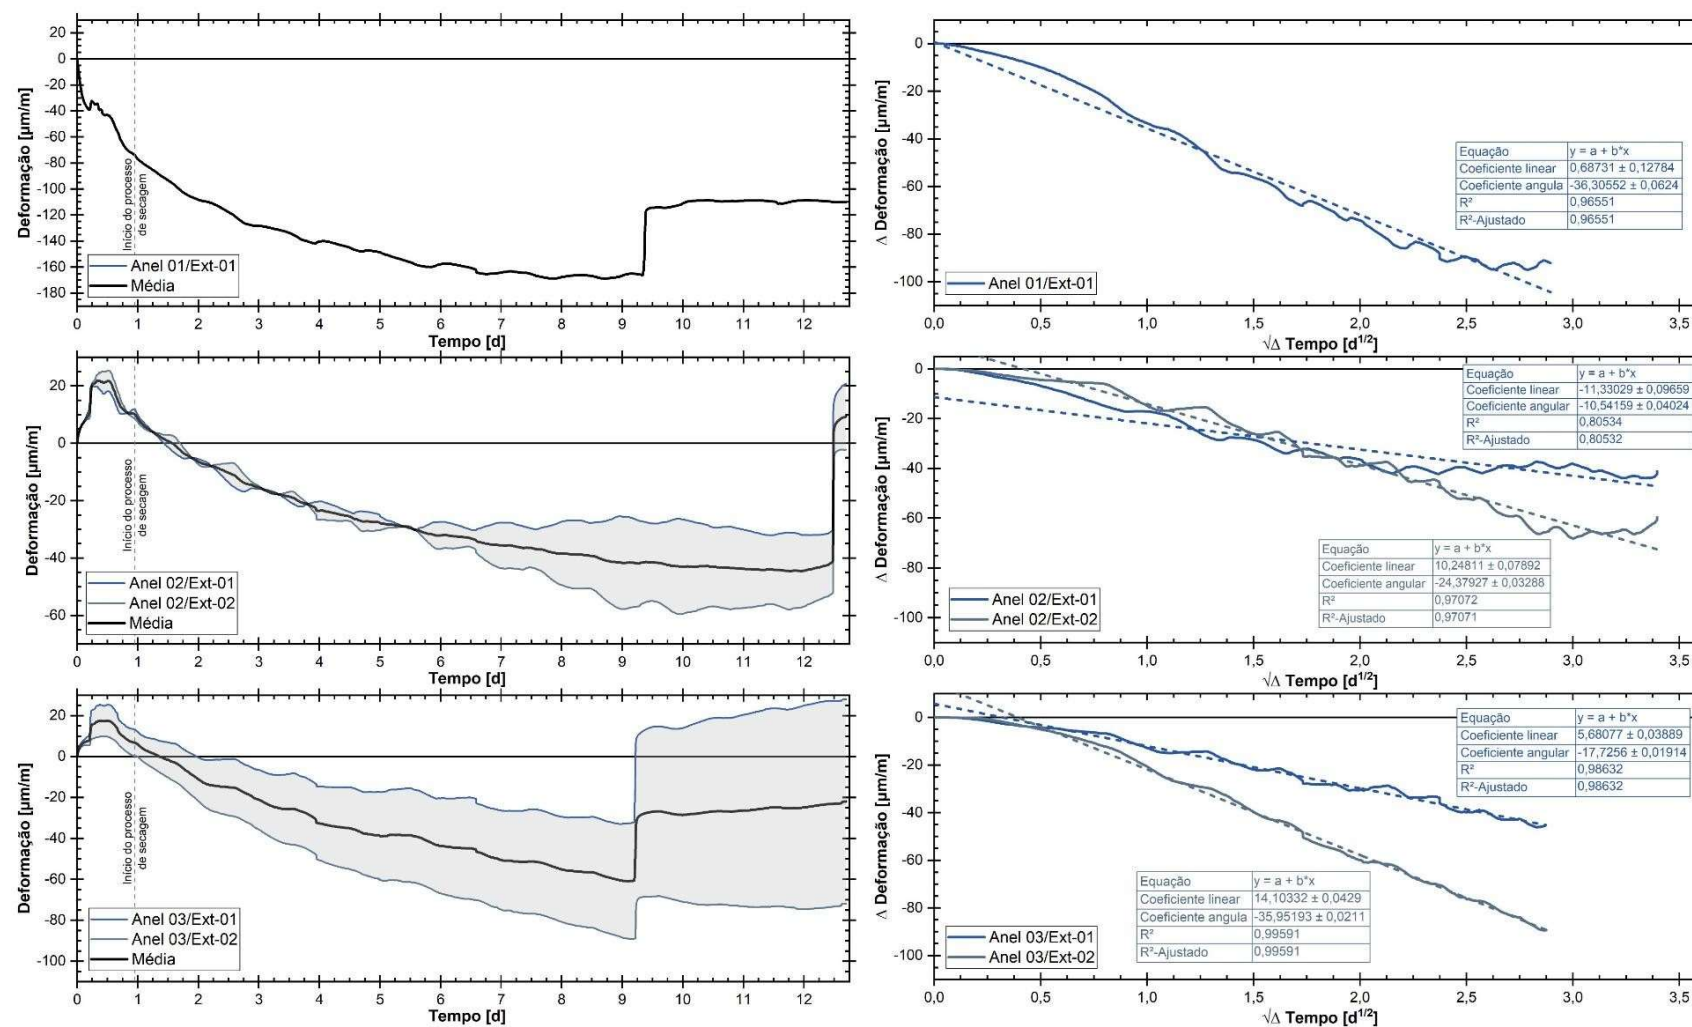 Deformação [µm/m]
20
0
-20
-40
-60
-80
-100
-120
-140
-160
-180
Início do processo
de secagem
Anel 01/Ext-01
Média
0 1 2 3 4 5 6 7 8 9 10 11 12
Tempo [d]
Δ Deformação [µm/m]
0
-20
-40
-60
-80
-100
Equação y = a + b*x
Coeficiente linear 0,68731 ± 0,12784
Coeficiente angula -36,30552 ± 0,0624
R² 0,96551
R²-Ajustado 0,96551
Anel 01/Ext-01
0,0 0,5 1,0 1,5 2,0 2,5 3,0 3,5
√Δ Tempo [d1/2]
Deformação [µm/m]
20
0
-20
-40
-60
Início do processo
de secagem
Anel 02/Ext-01
Anel 02/Ext-02
Média
0 1 2 3 4 5 6 7 8 9 10 11 12
Tempo [d]
Δ Deformação [µm/m]
0
-20
-40
-60
-80
-100
Equação y = a + b*x
Coeficiente linear -11,33029 ± 0,09659
Coeficiente angular -10,54159 ± 0,04024
R² 0,80534
R²-Ajustado 0,80532
Equação y = a + b*x
Coeficiente linear 10,24811 ± 0,07892
Coeficiente angular -24,37927 ± 0,03288
R² 0,97072
R²-Ajustado 0,97071
Anel 02/Ext-01
Anel 02/Ext-02
0,0 0,5 1,0 1,5 2,0 2,5 3,0 3,5
√Δ Tempo [d1/2]
Deformação [µm/m]
20
0
-20
-40
-60
-80
-100
Início do processo
de secagem
Anel 03/Ext-01
Anel 03/Ext-02
Média
0 1 2 3 4 5 6 7 8 9 10 11 12
Tempo [d]
Δ Deformação [µm/m]
0
-20
-40
-60
-80
-100
Equação y = a + b*x
Coeficiente linear 5,68077 ± 0,03889
Coeficiente angular -17,7256 ± 0,01914
R² 0,98632
R²-Ajustado 0,98632
Equação y = a + b*x
Coeficiente linear 14,10332 ± 0,0429
Coeficiente angula -35,95193 ± 0,0211
R² 0,99591
R²-Ajustado 0,99591
Anel 03/Ext-01
Anel 03/Ext-02
0,0 0,5 1,0 1,5 2,0 2,5 3,0 3,5
√Δ Tempo [d1/2]